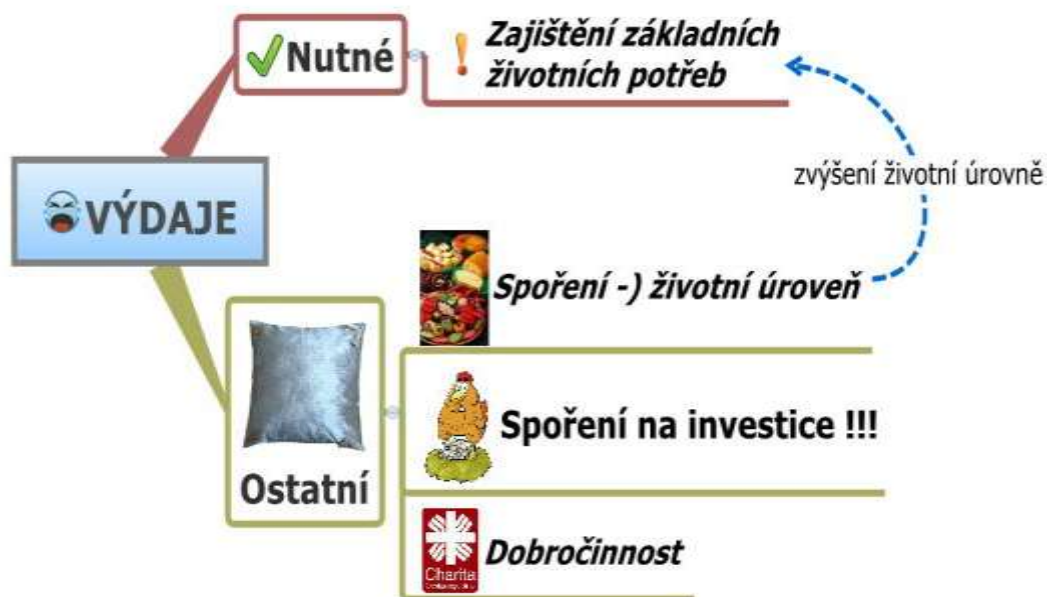 Nutné
Zajištění základních
životních potřeb
zvýšení životní úrovně
VÝDAJE
Spoření -) životní úroveň
Spoření na investice !!!
Ostatní
Charita
Dobročinnost